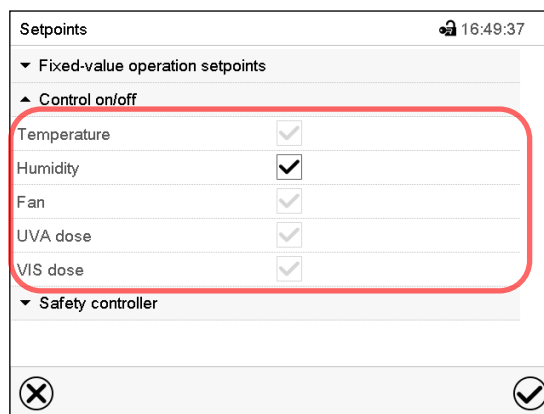 Setpoints 16:49:37
Fixed-value operation setpoints
Control on/off
Temperature
Humidity
Fan
UVA dose
VIS dose
Safety controller